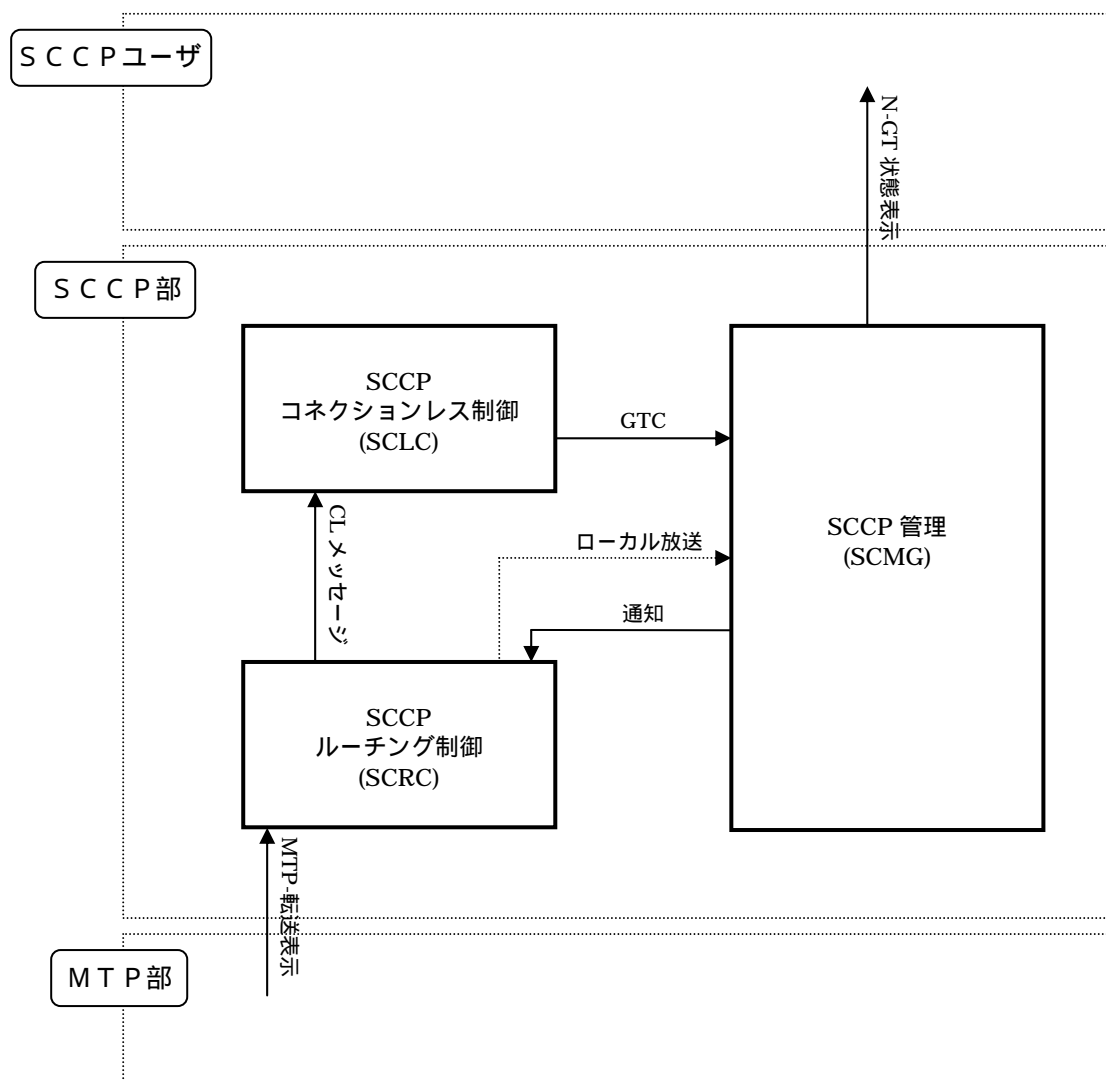 ＳＣＣＰユーザ
N-GT 状態表示
ＳＣＣＰ部
SCCP
コネクションレス制御
(SCLC)
GTC
CL メッセージ
ローカル放送
SCCP 管理
(SCMG)
通知
SCCP
ルーチング制御
(SCRC)
MTP-転送表示
ＭＴＰ部